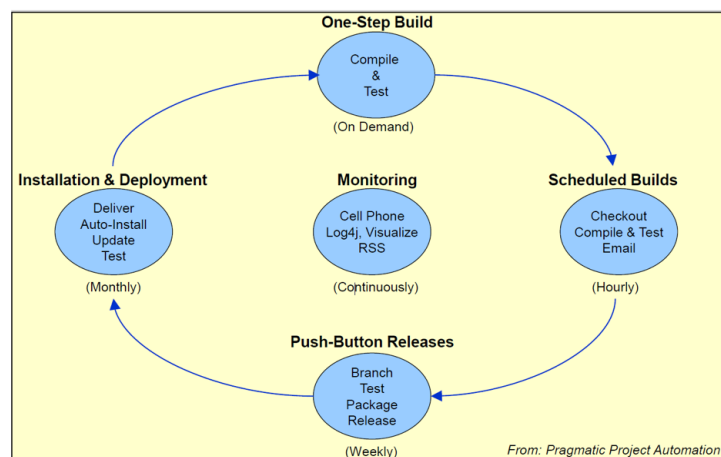 One-Step Build
Compile
&
Test
(On Demand)
Installation & Deployment
Deliver
Auto-Install
Update
Test
(Monthly)
Monitoring
Cell Phone
Log4j, Visualize
RSS
(Continuously)
Scheduled Builds
Checkout
Compile & Test
Email
(Hourly)
Push-Button Releases
Branch
Test
Package
Release
(Weekly)
From: Pragmatic Project Automation